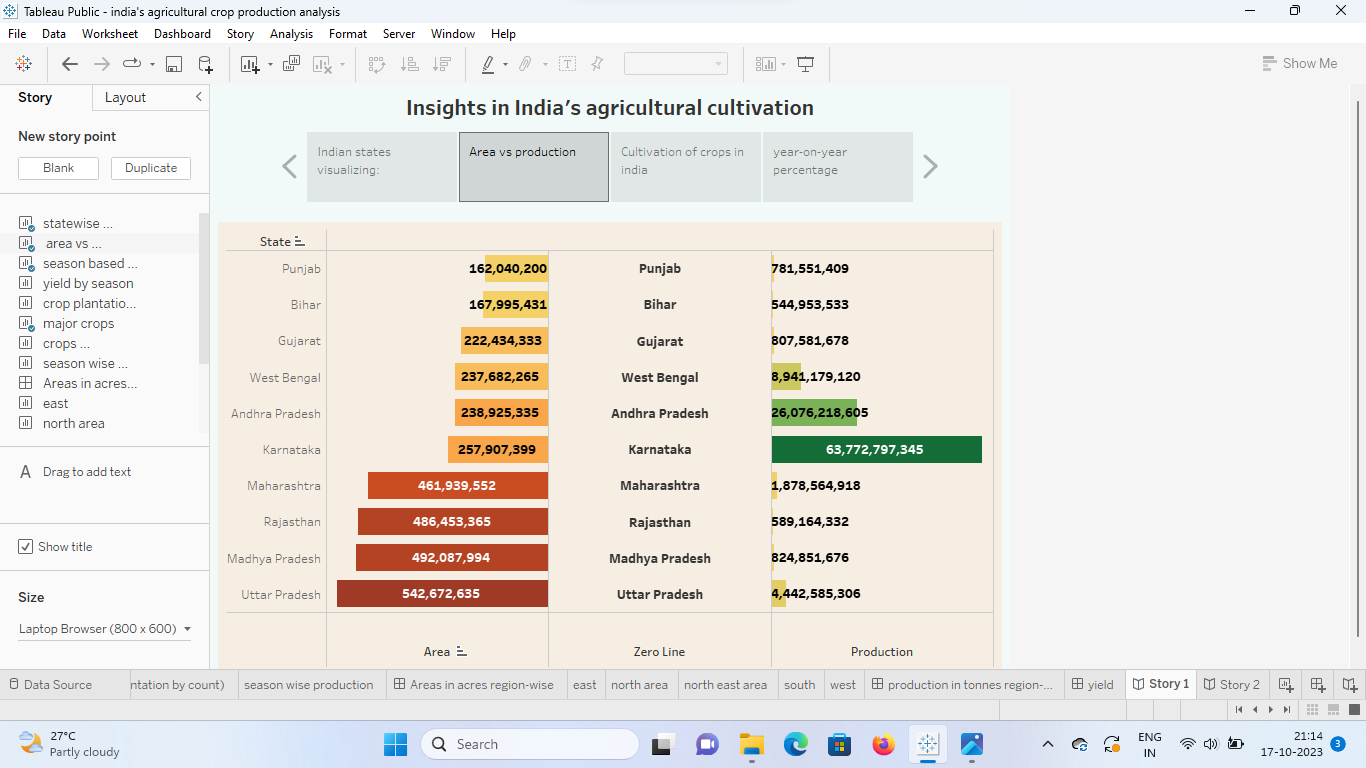 Tableau Public - india's agricultural crop production analysis
File Data Worksheet Dashboard Story Analysis Format Server Window Help
Show Me
Story Layout
New story point
Blank Duplicate
statewise ...
area vs ...
season based ...
yield by season
crop plantatio...
major crops
crops ...
season wise ...
Areas in acres...
east
north area
A Drag to add text
Show title
Size
Laptop Browser (800 x 600)
Insights in India's agricultural cultivation
Indian states visualizing:
Area vs production
Cultivation of crops in india
year-on-year percentage
State
Punjab 162,040,200 Punjab 781,551,409
Bihar 167,995,431 Bihar 544,953,533
Gujarat 222,434,333 Gujarat 807,581,678
West Bengal 237,682,265 West Bengal 8,941,179,120
Andhra Pradesh 238,925,335 Andhra Pradesh 26,076,218,605
Karnataka 257,907,399 Karnataka 63,772,797,345
Maharashtra 461,939,552 Maharashtra 1,878,564,918
Rajasthan 486,453,365 Rajasthan 589,164,332
Madhya Pradesh 492,087,994 Madhya Pradesh 824,851,676
Uttar Pradesh 542,672,635 Uttar Pradesh 4,442,585,306
Area Zero Line Production
Data Source ntation by count) season wise production Areas in acres region-wise east north area north east area south west production in tonnes region-... yield Story 1 Story 2
27°C
Partly cloudy
Search
ENG
IN
21:14
17-10-2023
3